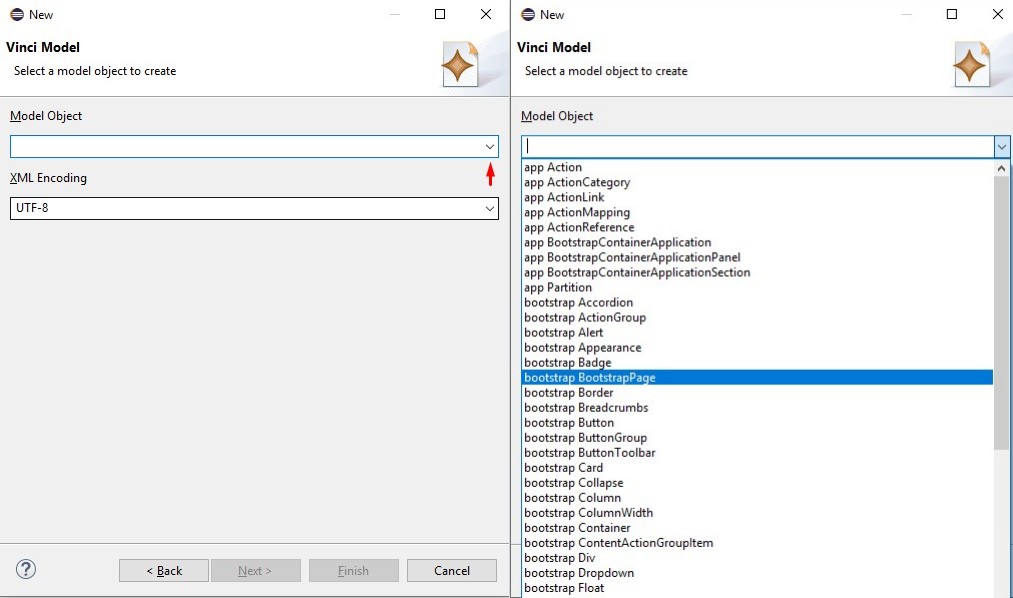 New
Vinci Model
Select a model object to create
Model Object
XML Encoding
UTF-8
?
< Back
Next >
Finish
Cancel
New
Vinci Model
Select a model object to create
Model Object
app Action
app ActionCategory
app ActionLink
app ActionMapping
app ActionReference
app BootstrapContainerApplication
app BootstrapContainerApplicationPanel
app BootstrapContainerApplicationSection
app Partition
bootstrap Accordion
bootstrap ActionGroup
bootstrap Alert
bootstrap Appearance
bootstrap Badge
bootstrap BootstrapPage
bootstrap Border
bootstrap Breadcrumbs
bootstrap Button
bootstrap ButtonGroup
bootstrap ButtonToolbar
bootstrap Card
bootstrap Collapse
bootstrap Column
bootstrap ColumnWidth
bootstrap Container
bootstrap ContentActionGroupItem
bootstrap Div
bootstrap Dropdown
bootstrap Float